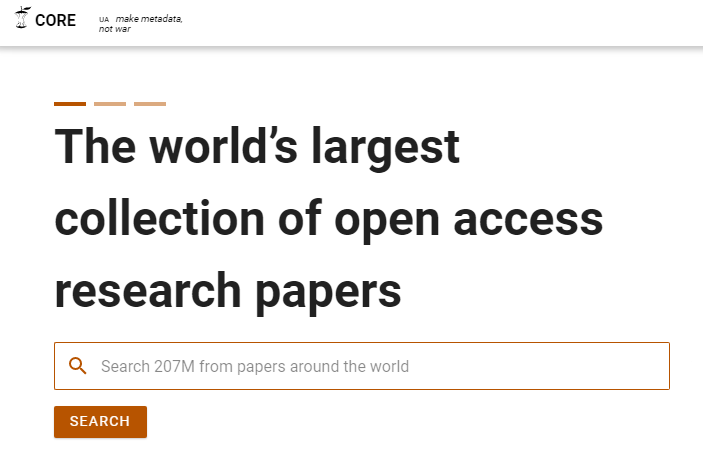 CORE
UA make metadata,
not war
The world’s largest
collection of open access
research papers
Search 207M from papers around the world
SEARCH